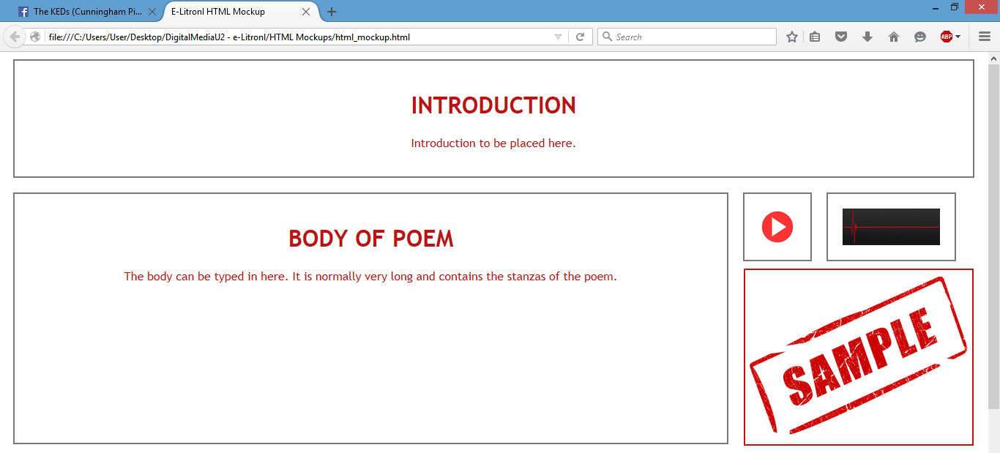 The KEDs (Cunningham Pi...
E-LitronI HTML Mockup
file:///C:/Users/User/Desktop/DigitalMediaU2 - e-LitronI/HTML Mockups/html_mockup.html
Search
ABP
INTRODUCTION
Introduction to be placed here.
BODY OF POEM
The body can be typed in here. It is normally very long and contains the stanzas of the poem.
SAMPLE